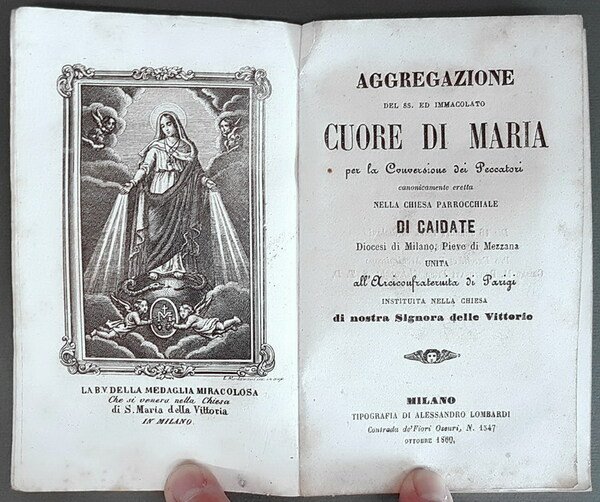 LA B.V. DELLA MEDAGLIA MIRACOLOSA
Che si venera nella Chiesa
di S. Maria della Vittoria
IN MILANO.
AGGREGAZIONE
DEL SS. ED IMMACOLATO
CUORE DI MARIA
per la Conversione dei Peccatori
canonicamente eretta
NELLA CHIESA PARROCCHIALE
DI CAIDATE
Diocesi di Milano, Pieve di Mezzana
UNITA
all'Arciconfraternita di Parigi
INSTITUITA NELLA CHIESA
di nostra Signora delle Vittorie
MILANO
TIPOGRAFIA DI ALESSANDRO LOMBARDI
Contrada de' Fiori Oscuri, N. 1547
OTTOBRE